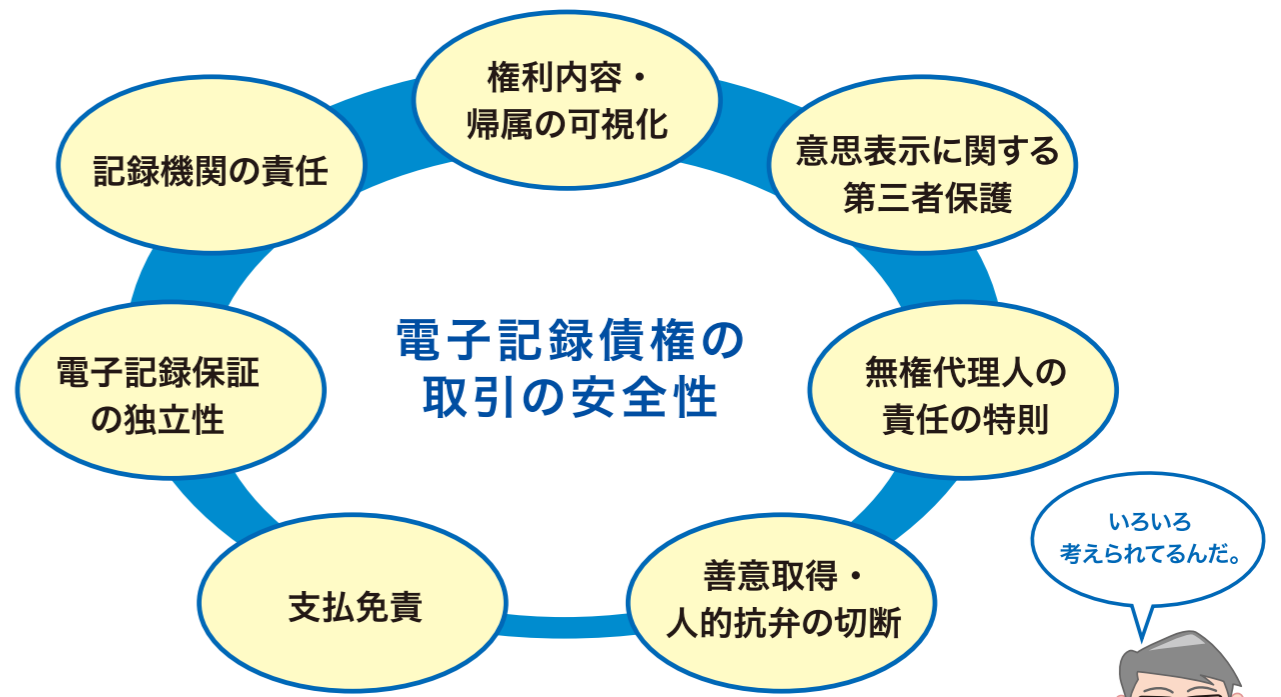 権利内容・
帰属の可視化
意思表示に関する
第三者保護
無権代理人の
責任の特則
善意取得・
人的抗弁の切断
支払免責
電子記録保証
の独立性
記録機関の責任
電子記録債権の
取引の安全性
いろいろ
考えられてるんだ。